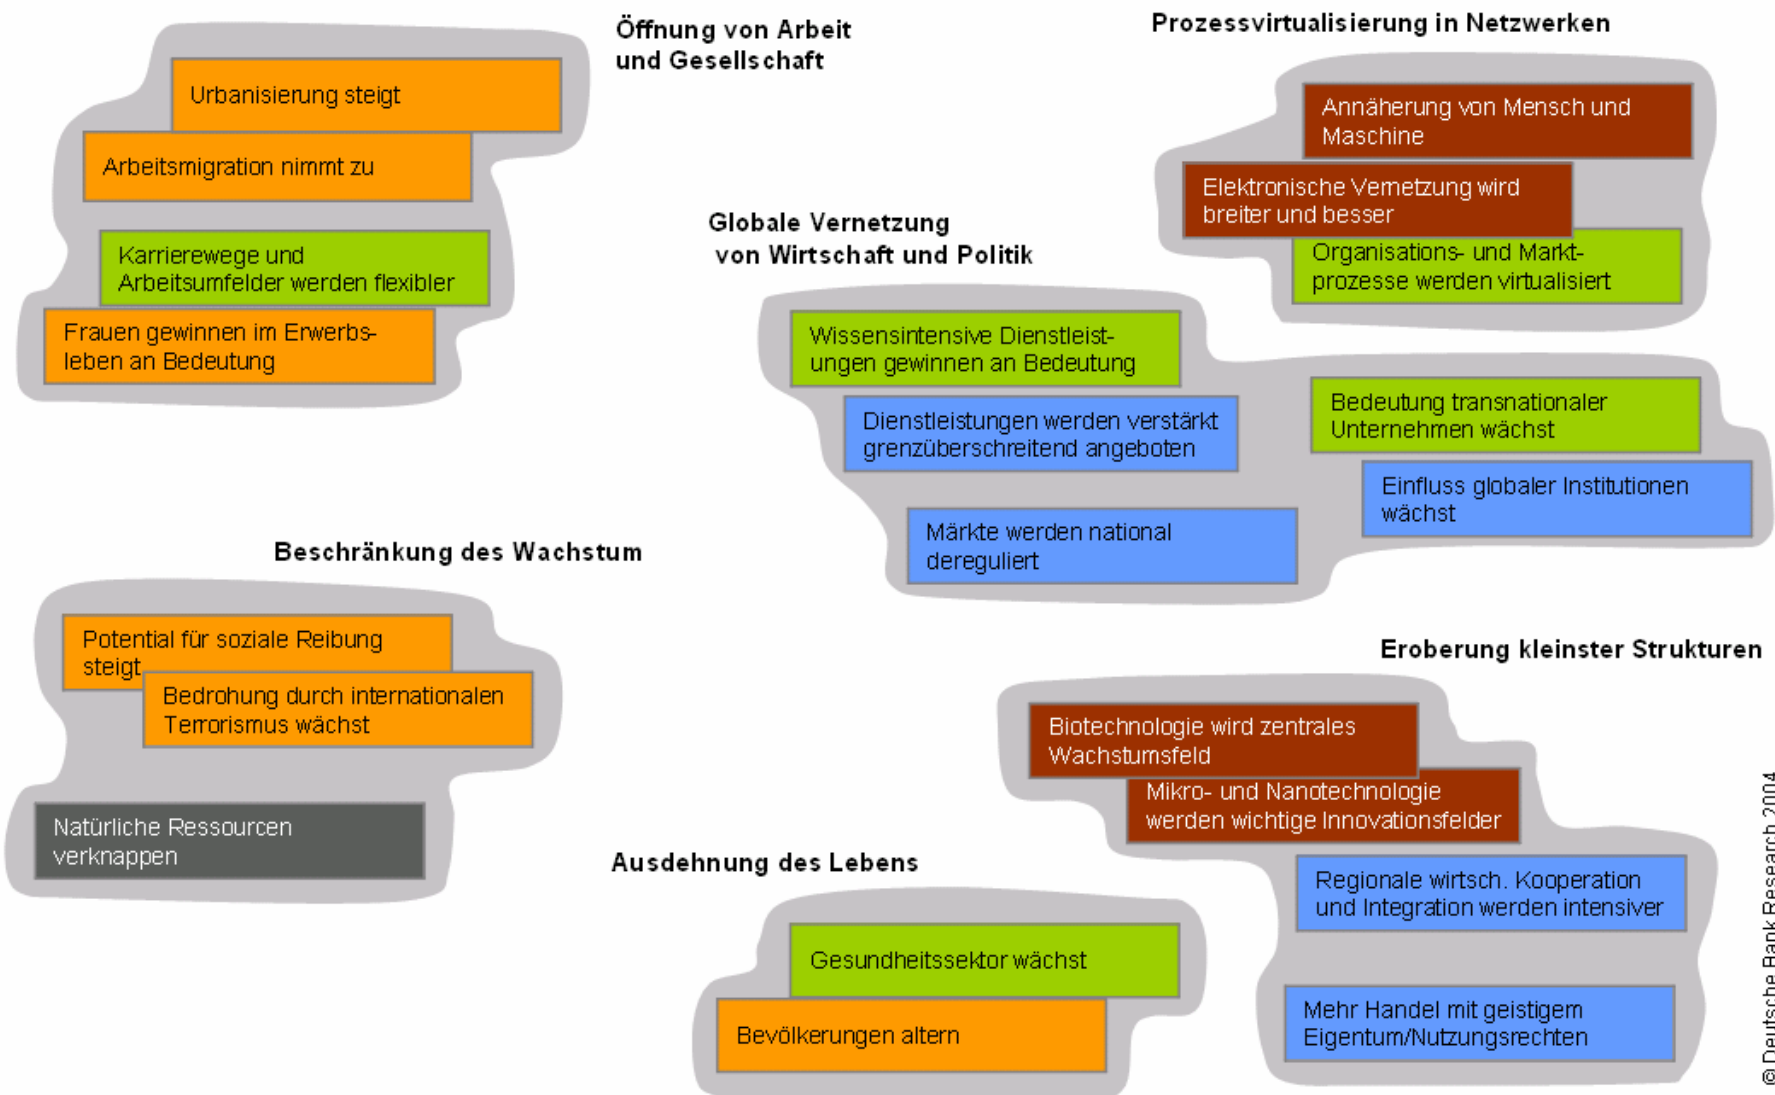 Öffnung von Arbeit
und Gesellschaft
Urbanisierung steigt
Arbeitsmigration nimmt zu
Karrierewege und
Arbeitsumfelder werden flexibler
Frauen gewinnen im Erwerbs-
leben an Bedeutung
Prozessvirtualisierung in Netzwerken
Annäherung von Mensch und
Maschine
Elektronische Vernetzung wird
breiter und besser
Organisations- und Markt-
prozesse werden virtualisiert
Globale Vernetzung
von Wirtschaft und Politik
Wissensintensive Dienstleist-
ungen gewinnen an Bedeutung
Dienstleistungen werden verstärkt
grenzüberschreitend angeboten
Märkte werden national
dereguliert
Bedeutung transnationaler
Unternehmen wächst
Einfluss globaler Institutionen
wächst
Beschränkung des Wachstum
Potential für soziale Reibung
steigt
Bedrohung durch internationalen
Terrorismus wächst
Natürliche Ressourcen
verknappen
Ausdehnung des Lebens
Gesundheitssektor wächst
Bevölkerungen altern
Eroberung kleinster Strukturen
Biotechnologie wird zentrales
Wachstumsfeld
Mikro- und Nanotechnologie
werden wichtige Innovationsfelder
Regionale wirtsch. Kooperation
und Integration werden intensiver
Mehr Handel mit geistigem
Eigentum/Nutzungsrechten
© Deutsche Bank Research 2004